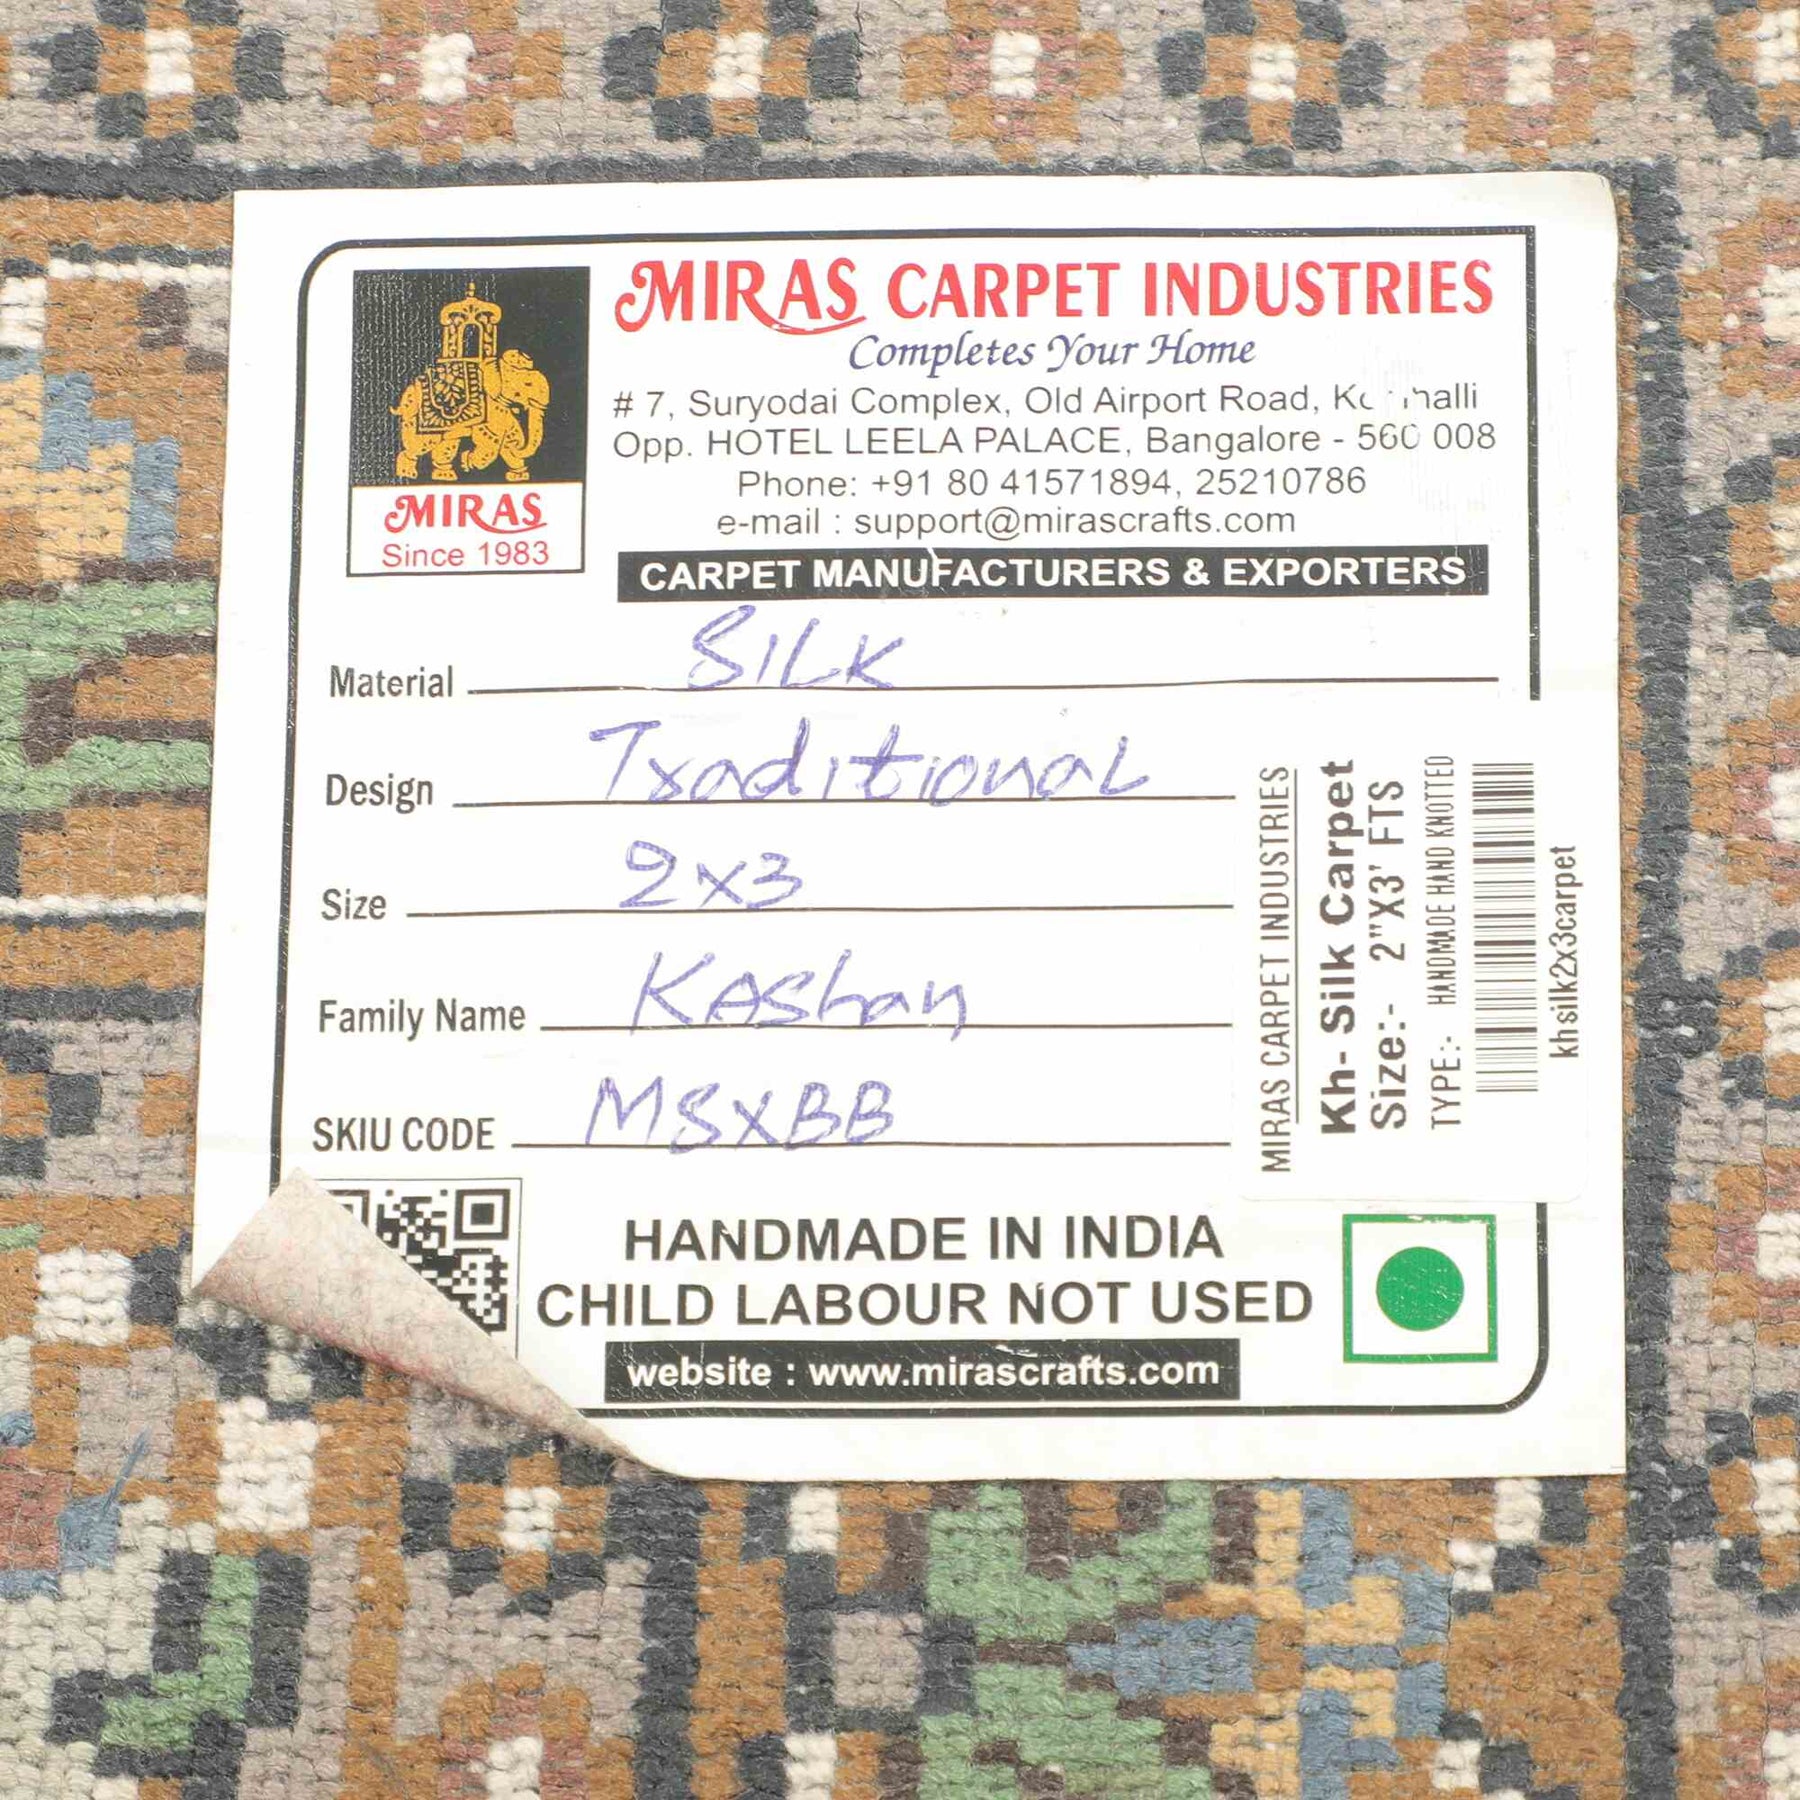 MIRAS CARPET INDUSTRIES
Completes Your Home
# 7, Suryodai Complex, Old Airport Road,
Opp. HOTEL LEELA PALACE, Bangalore - 560 008
Phone: +91 80 41571894, 25210786
e-mail : support@mirascrafts.com
CARPET MANUFACTURERS & EXPORTERS
MIRAS
Since 1983
Material SILK
Design Traditional
Size 2x3
Family Name Kashan
SKIU CODE MSXBB
MIRAS CARPET INDUSTRIES
Kh- Silk Carpet
Size:- 2"X3' FTS
TYPE:- HANDMADE HAND KNOTTED
khsilk2x3carpet
HANDMADE IN INDIA
CHILD LABOUR NOT USED
website : www.mirascrafts.com